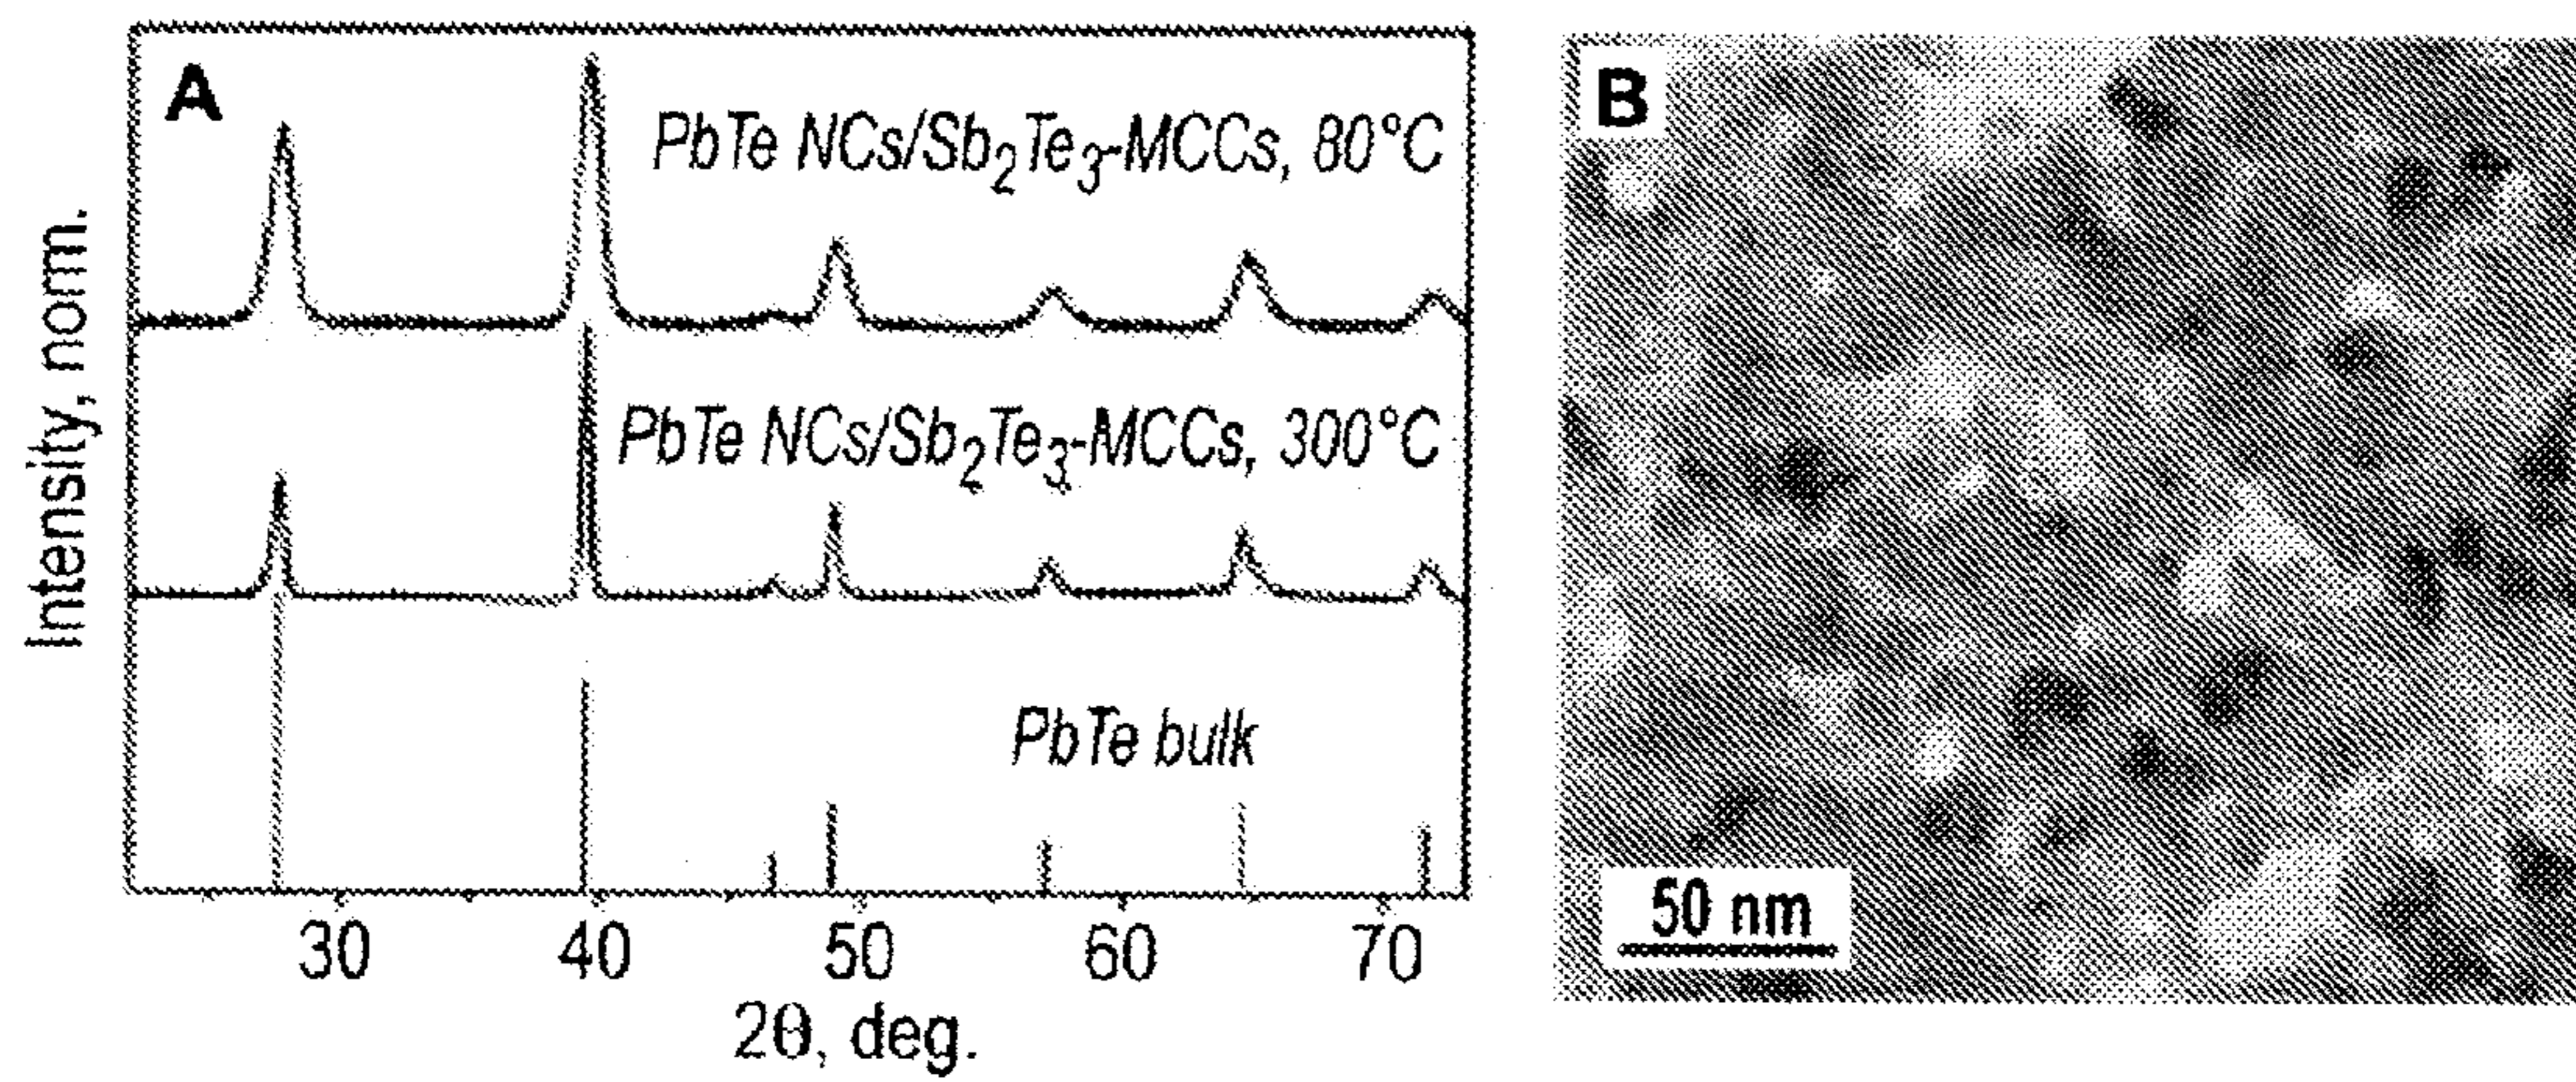 A
PbTe NCs/Sb2Te3-MCCs, 80°C
PbTe NCs/Sb2Te3-MCCs, 300°C
PbTe bulk
Intensity, norm.
30 40 50 60 70
2θ, deg.
B
50 nm